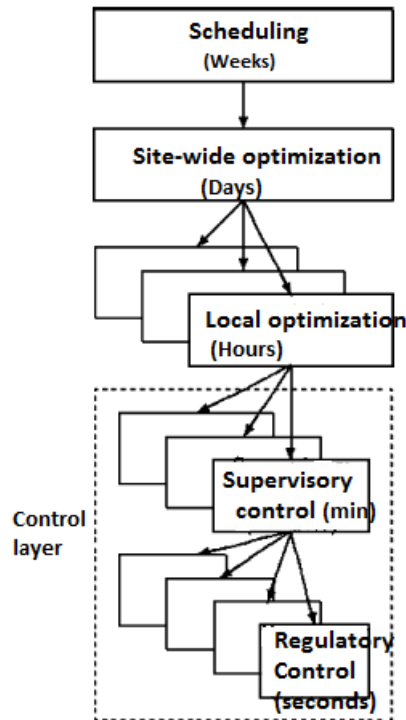 Scheduling
(Weeks)
Site-wide optimization
(Days)
Local optimization
(Hours)
Supervisory
control (min)
Control
layer
Regulatory
Control
(seconds)